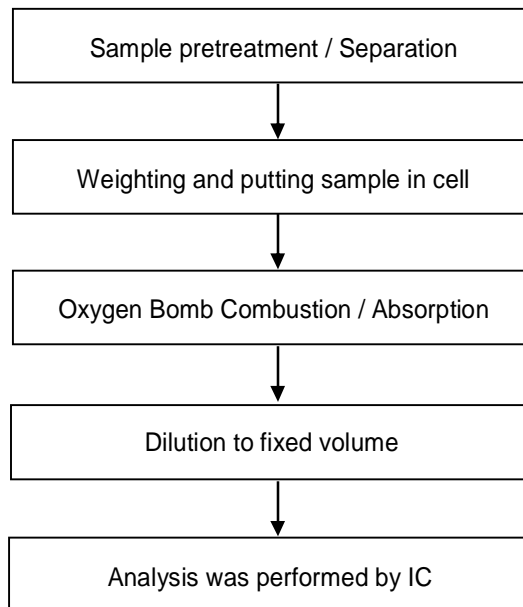 Sample pretreatment / Separation
Weighting and putting sample in cell
Oxygen Bomb Combustion / Absorption
Dilution to fixed volume
Analysis was performed by IC